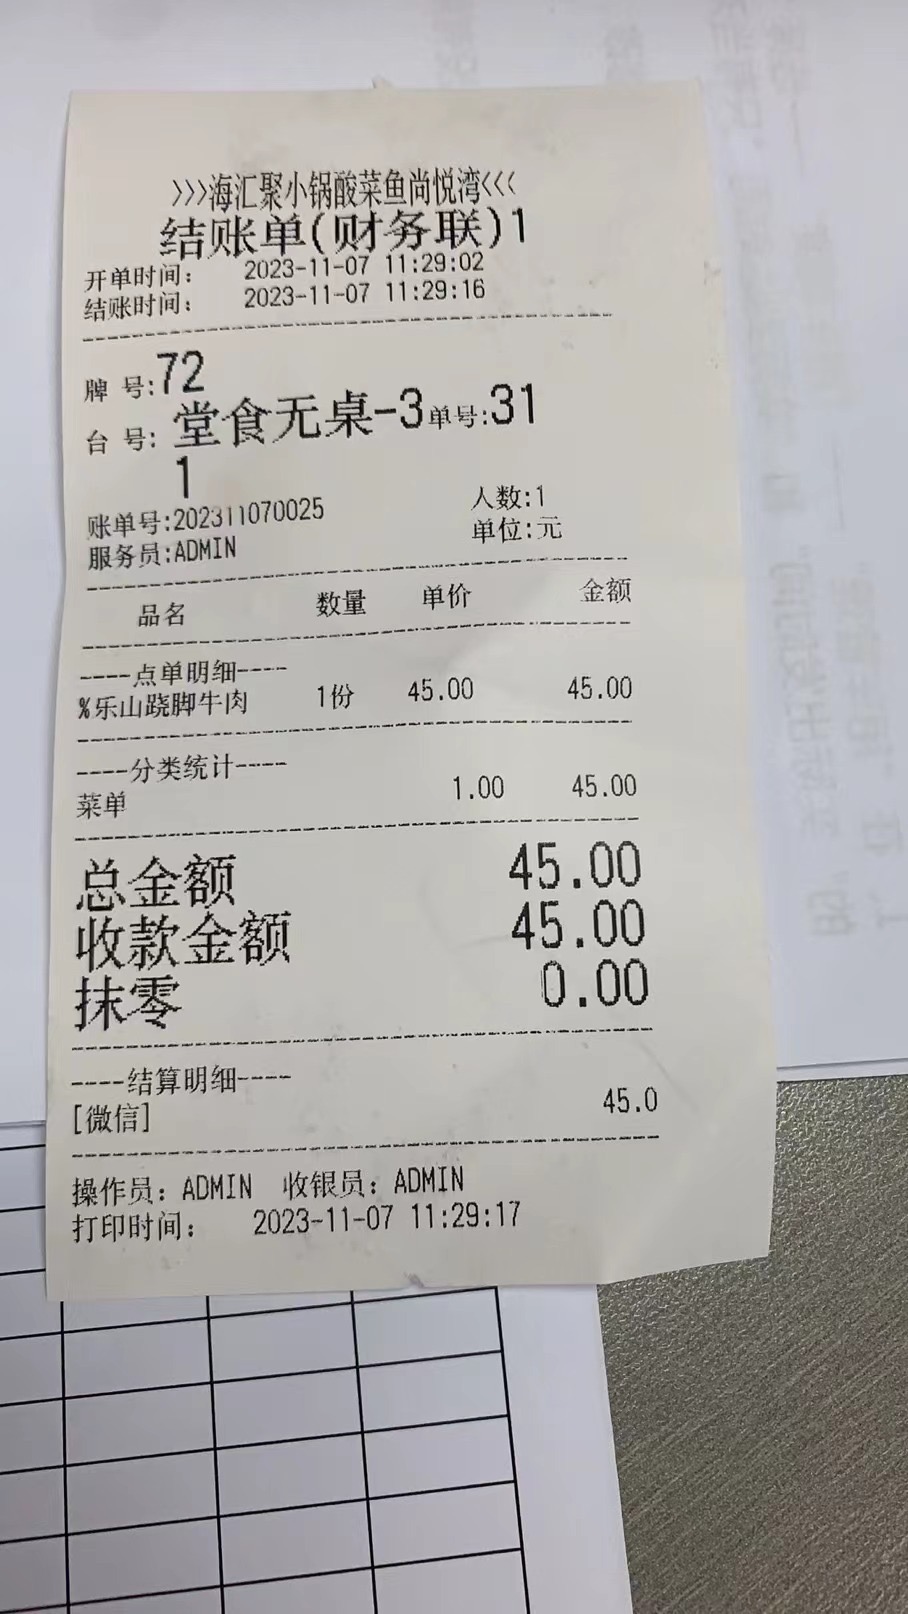 >>>海汇聚小锅酸菜鱼尚悦湾<<<
结账单(财务联)1
开单时间: 2023-11-07 11:29:02
结账时间: 2023-11-07 11:29:16
牌 号:72
台 号: 堂食无桌-3 单号:31
1
账单号:202311070025 人数:1
服务员:ADMIN 单位:元
品名 数量 单价 金额
----点单明细----
%乐山跷脚牛肉 1份 45.00 45.00
----分类统计----
菜单 1.00 45.00
总金额 45.00
收款金额 45.00
抹零 0.00
----结算明细----
[微信] 45.0
操作员: ADMIN 收银员: ADMIN
打印时间: 2023-11-07 11:29:17